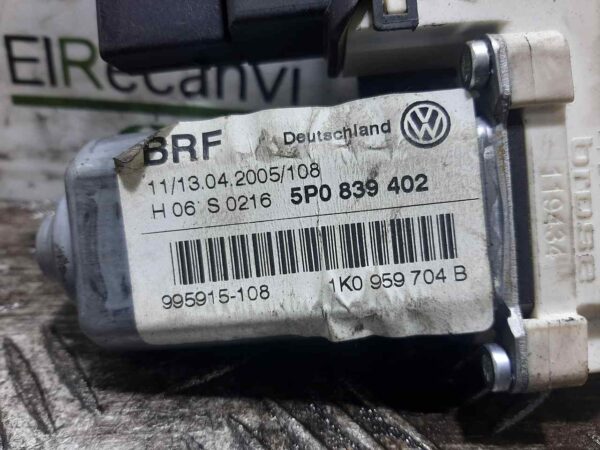 ElRecanvi
BRF Deutschland VW
11/13.04.2005/108
H 06 S 0216 5P0 839 402
995915-108 1K0 959 704 B
brose
119434